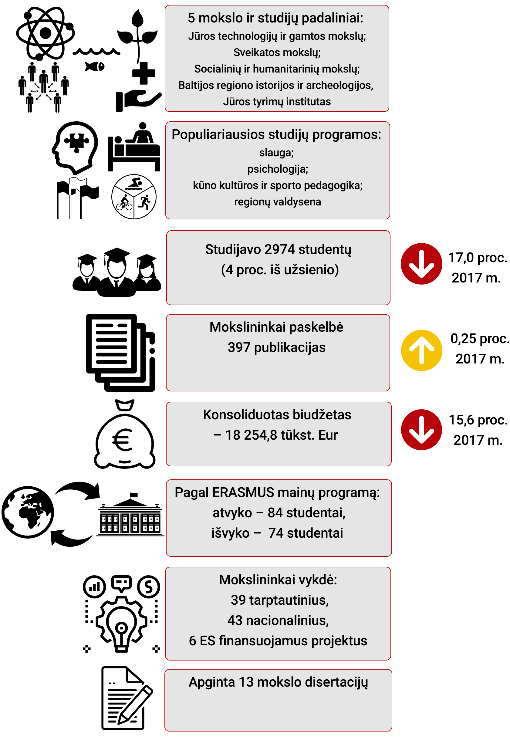 5 mokslo ir studijų padaliniai:
Jūros technologijų ir gamtos mokslų;
Sveikatos mokslų;
Socialinių ir humanitarinių mokslų;
Baltijos regiono istorijos ir archeologijos,
Jūros tyrimų institutas
Populiariausios studijų programos:
slauga;
psichologija;
kūno kultūros ir sporto pedagogika;
regionų valdysena
Studijavo 2974 studentų
(4 proc. iš užsienio)
17,0 proc.
2017 m.
Mokslininkai paskelbė
397 publikacijas
0,25 proc.
2017 m.
Konsoliduotas biudžetas
– 18 254,8 tūkst. Eur
15,6 proc.
2017 m.
Pagal ERASMUS mainų programą:
atvyko – 84 studentai,
išvyko – 74 studentai
Mokslininkai vykdė:
39 tarptautinius,
43 nacionalinius,
6 ES finansuojamus projektus
Apginta 13 mokslo disertacijų